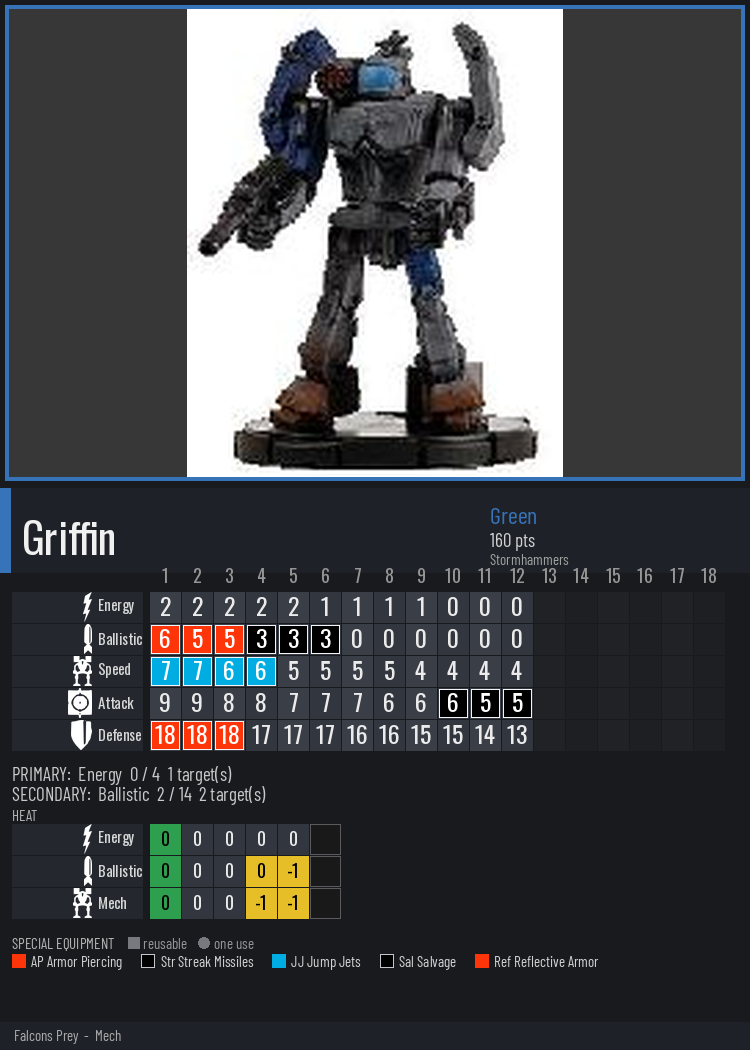 Griffin
Green
160 pts
Stormhammers
1 2 3 4 5 6 7 8 9 10 11 12 13 14 15 16 17 18
Energy 2 2 2 2 2 1 1 1 1 0 0 0
Ballistic 6 5 5 3 3 3 0 0 0 0 0 0
Speed 7 7 6 6 5 5 5 5 4 4 4 4
Attack 9 9 8 8 7 7 7 6 6 6 5 5
Defense 18 18 18 17 17 17 16 16 15 15 14 13
PRIMARY: Energy 0 / 4 1 target(s)
SECONDARY: Ballistic 2 / 14 2 target(s)
HEAT
Energy 0 0 0 0 0
Ballistic 0 0 0 0 -1
Mech 0 0 0 -1 -1
SPECIAL EQUIPMENT reusable one use
AP Armor Piercing Str Streak Missiles JJ Jump Jets Sal Salvage Ref Reflective Armor
Falcons Prey - Mech